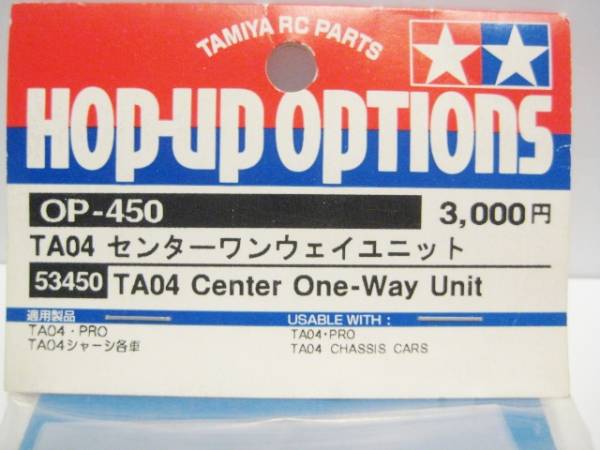 TAMIYA RC PARTS
HOP-UP OPTIONS
OP-450
3,000円
TA04 センターワンウェイユニット
53450 TA04 Center One-Way Unit
適用製品
TA04・PRO
TA04シャーシ各車
USABLE WITH :
TA04・PRO
TA04 CHASSIS CARS